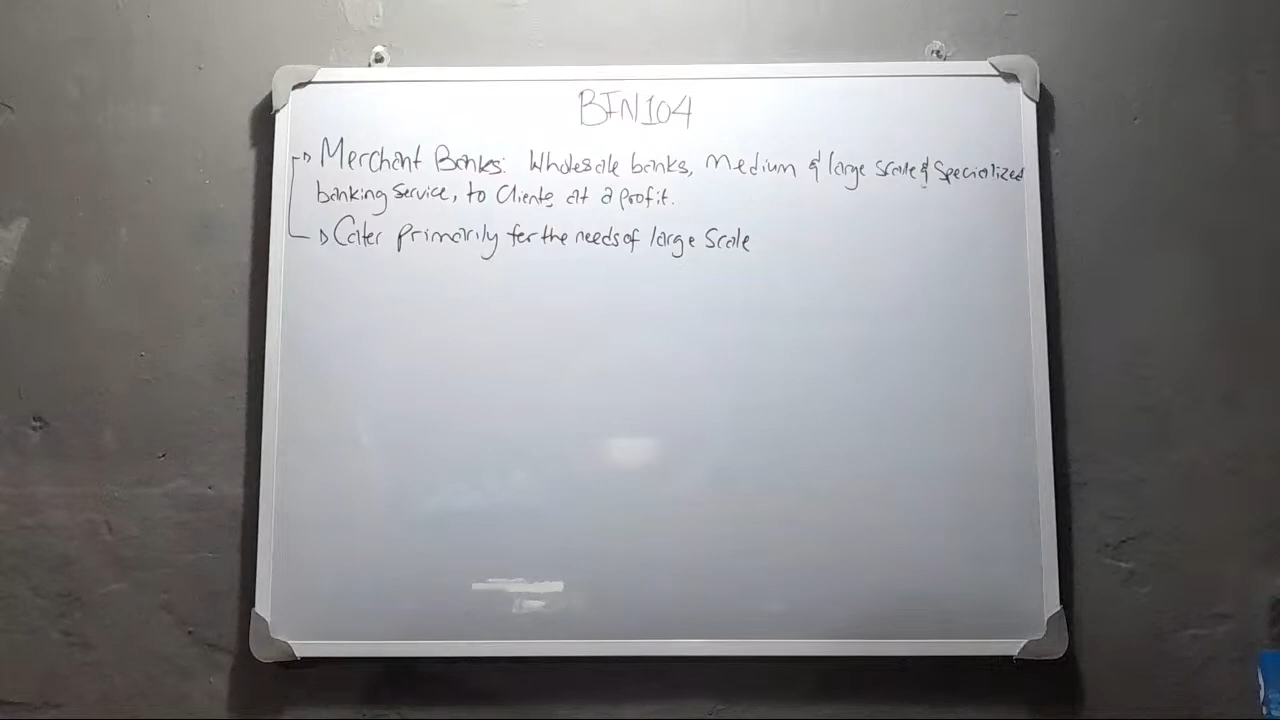 BIN104
→ Merchant Banks: Wholesale banks, Medium & large scale & Specialized
banking service, to Clients at a profit.
→ Cater primarily for the needs of large Scale